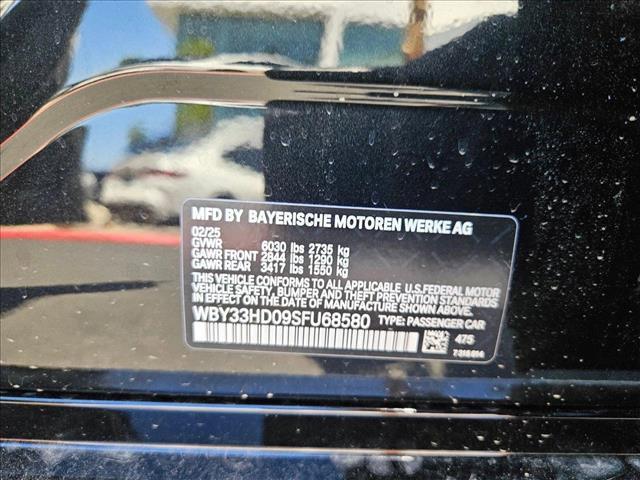 MFD BY BAYERISCHE MOTOREN WERKE AG
02/25
GVWR 6030 lbs 2735 kg
GAWR FRONT 2844 lbs 1290 kg
GAWR REAR 3417 lbs 1550 kg
THIS VEHICLE CONFORMS TO ALL APPLICABLE U.S.FEDERAL MOTOR
VEHICLE SAFETY, BUMPER AND THEFT PREVENTION STANDARDS
IN EFFECT ON THE DATE OF MANUFACTURE SHOWN ABOVE.
WBY33HD09SFU68580 TYPE: PASSENGER CAR
475